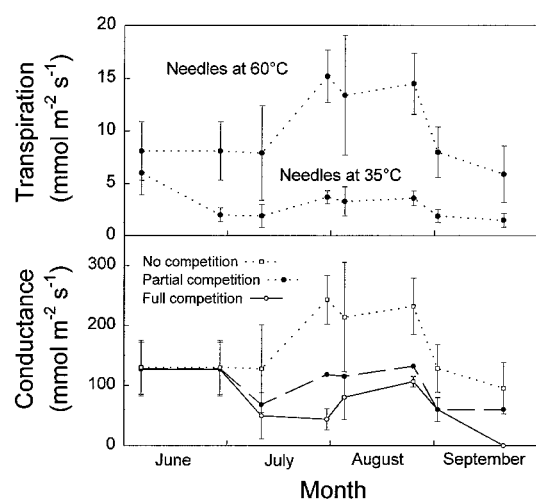 20
15
10
5
0
Transpiration
(mmol m⁻² s⁻¹)
Needles at 60°C
Needles at 35°C
300
200
100
0
Conductance
(mmol m⁻² s⁻¹)
No competition
Partial competition
Full competition
June July August September
Month